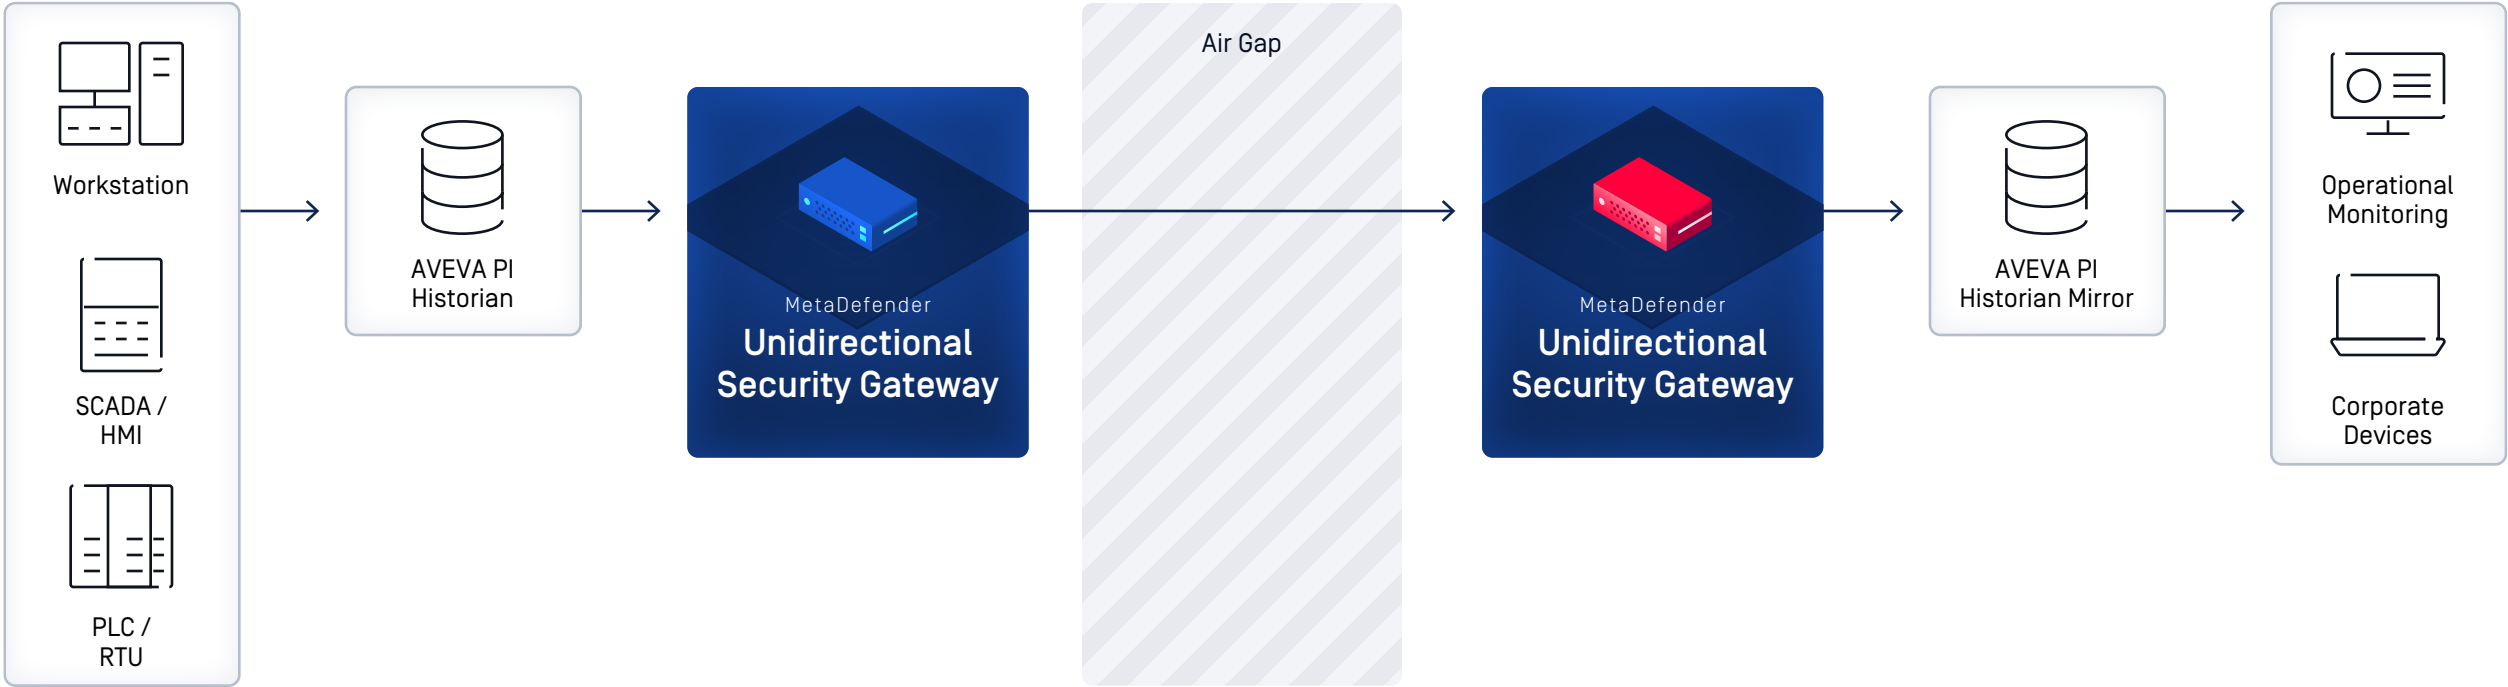 Workstation
SCADA /
HMI
PLC /
RTU
AVEVA PI
Historian
MetaDefender
Unidirectional
Security Gateway
Air Gap
MetaDefender
Unidirectional
Security Gateway
AVEVA PI
Historian Mirror
Operational
Monitoring
Corporate
Devices